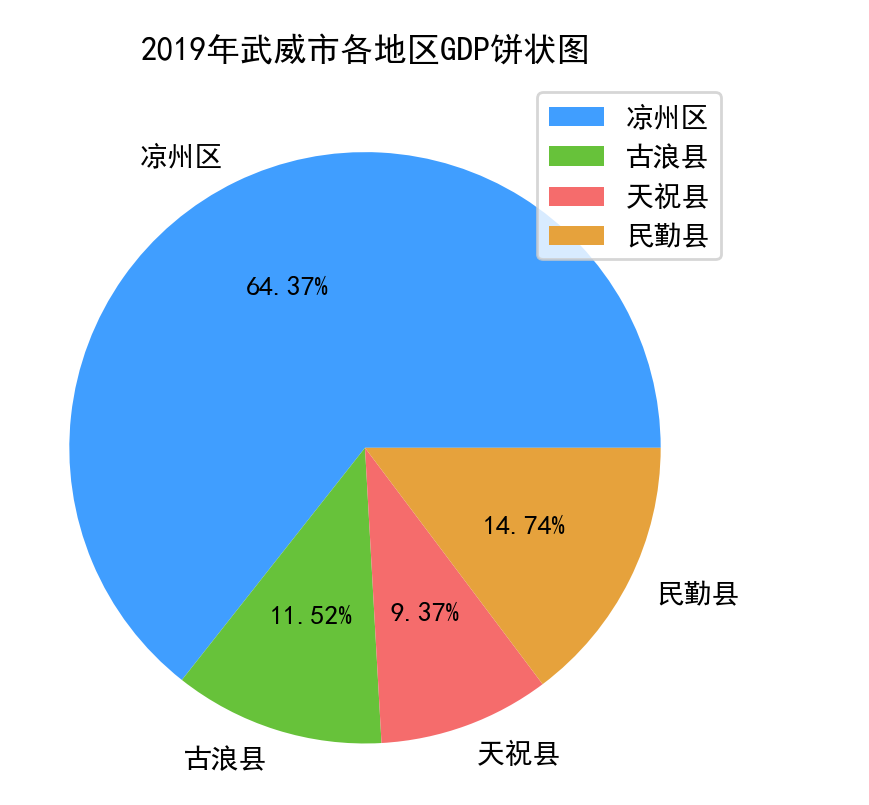 2019年武威市各地区GDP饼状图
凉州区
古浪县
天祝县
民勤县
凉州区
64.37%
14.74%
民勤县
11.52%
9.37%
古浪县
天祝县